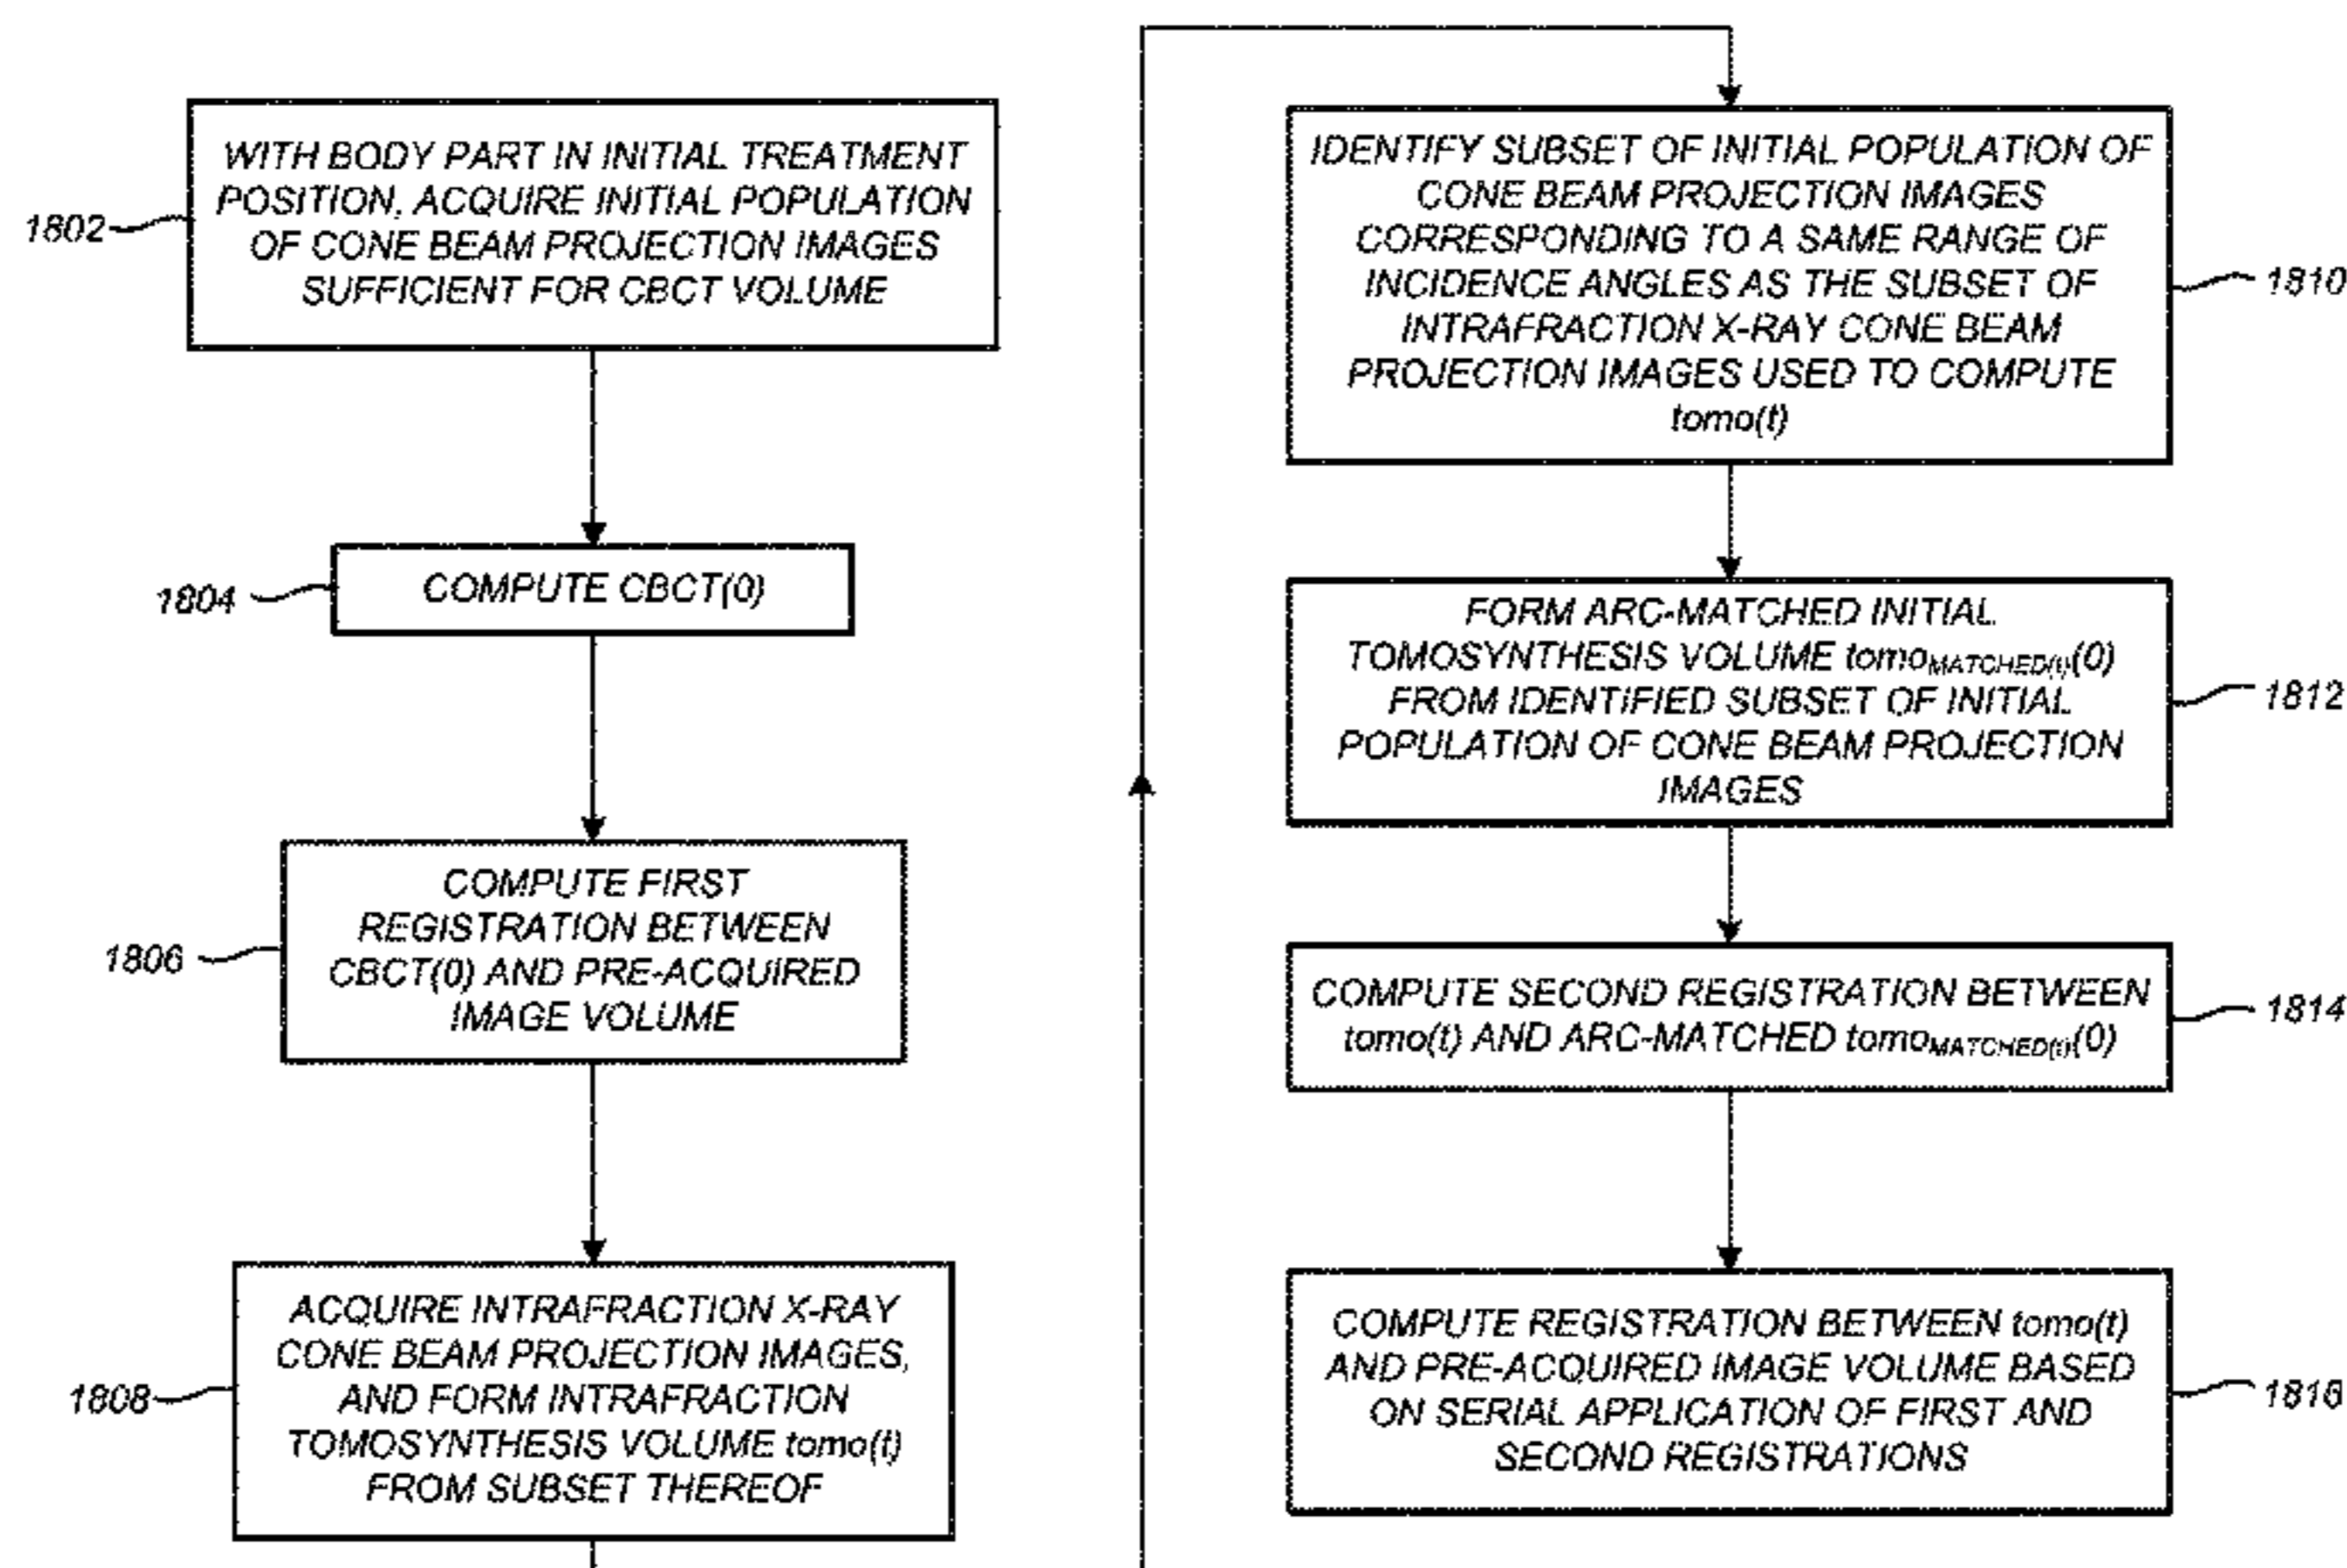 WITH BODY PART IN INITIAL TREATMENT
POSITION, ACQUIRE INITIAL POPULATION
OF CONE BEAM PROJECTION IMAGES
SUFFICIENT FOR CBCT VOLUME
1802
COMPUTE CBCT(0)
1804
COMPUTE FIRST
REGISTRATION BETWEEN
CBCT(0) AND PRE-ACQUIRED
IMAGE VOLUME
1806
ACQUIRE INTRAFRACTION X-RAY
CONE BEAM PROJECTION IMAGES,
AND FORM INTRAFRACTION
TOMOSYNTHESIS VOLUME tomo(t)
FROM SUBSET THEREOF
1808
IDENTIFY SUBSET OF INITIAL POPULATION OF
CONE BEAM PROJECTION IMAGES
CORRESPONDING TO A SAME RANGE OF
INCIDENCE ANGLES AS THE SUBSET OF
INTRAFRACTION X-RAY CONE BEAM
PROJECTION IMAGES USED TO COMPUTE
tomo(t)
1810
FORM ARC-MATCHED INITIAL
TOMOSYNTHESIS VOLUME tomoMATCHED(t)(0)
FROM IDENTIFIED SUBSET OF INITIAL
POPULATION OF CONE BEAM PROJECTION
IMAGES
1812
COMPUTE SECOND REGISTRATION BETWEEN
tomo(t) AND ARC-MATCHED tomoMATCHED(t)(0)
1814
COMPUTE REGISTRATION BETWEEN tomo(t)
AND PRE-ACQUIRED IMAGE VOLUME BASED
ON SERIAL APPLICATION OF FIRST AND
SECOND REGISTRATIONS
1816